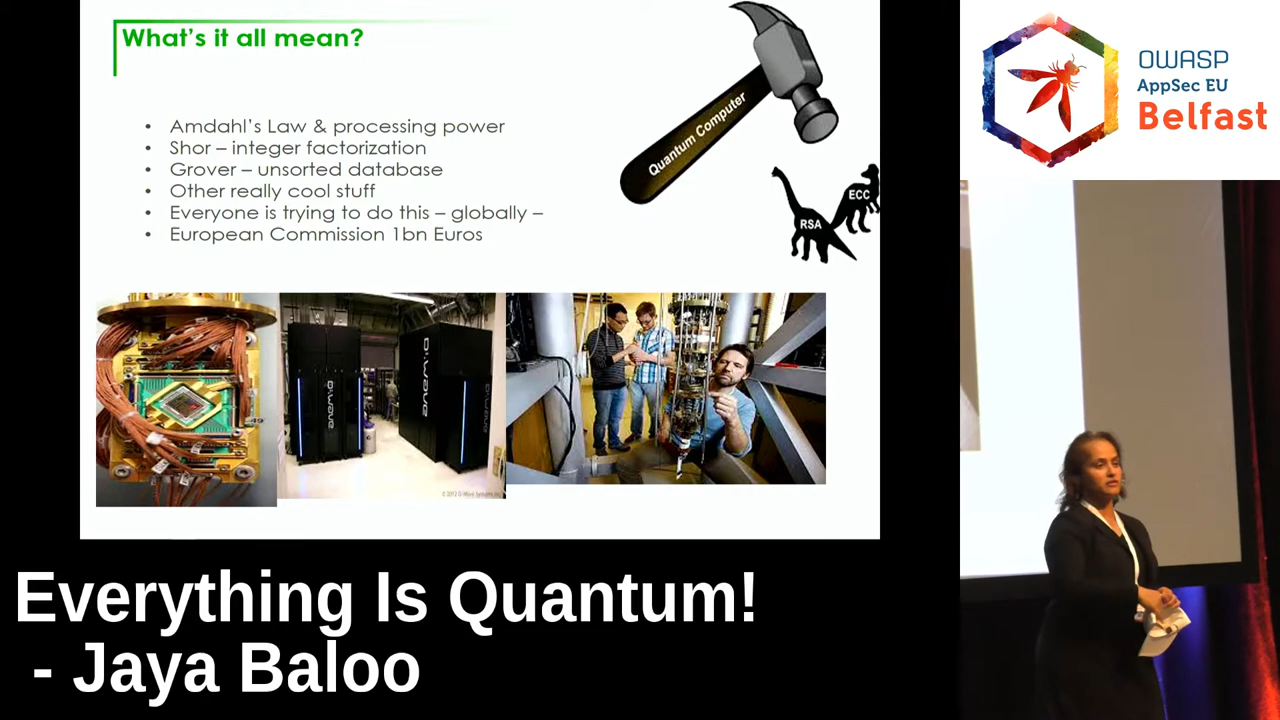 What's it all mean?
• Amdahl's Law & processing power
• Shor – integer factorization
• Grover – unsorted database
• Other really cool stuff
• Everyone is trying to do this – globally –
• European Commission 1bn Euros
Quantum Computer
RSA
ECC
D:Wave
D:Wave
D:Wave
OWASP
AppSec EU
Belfast
Everything Is Quantum!
- Jaya Baloo